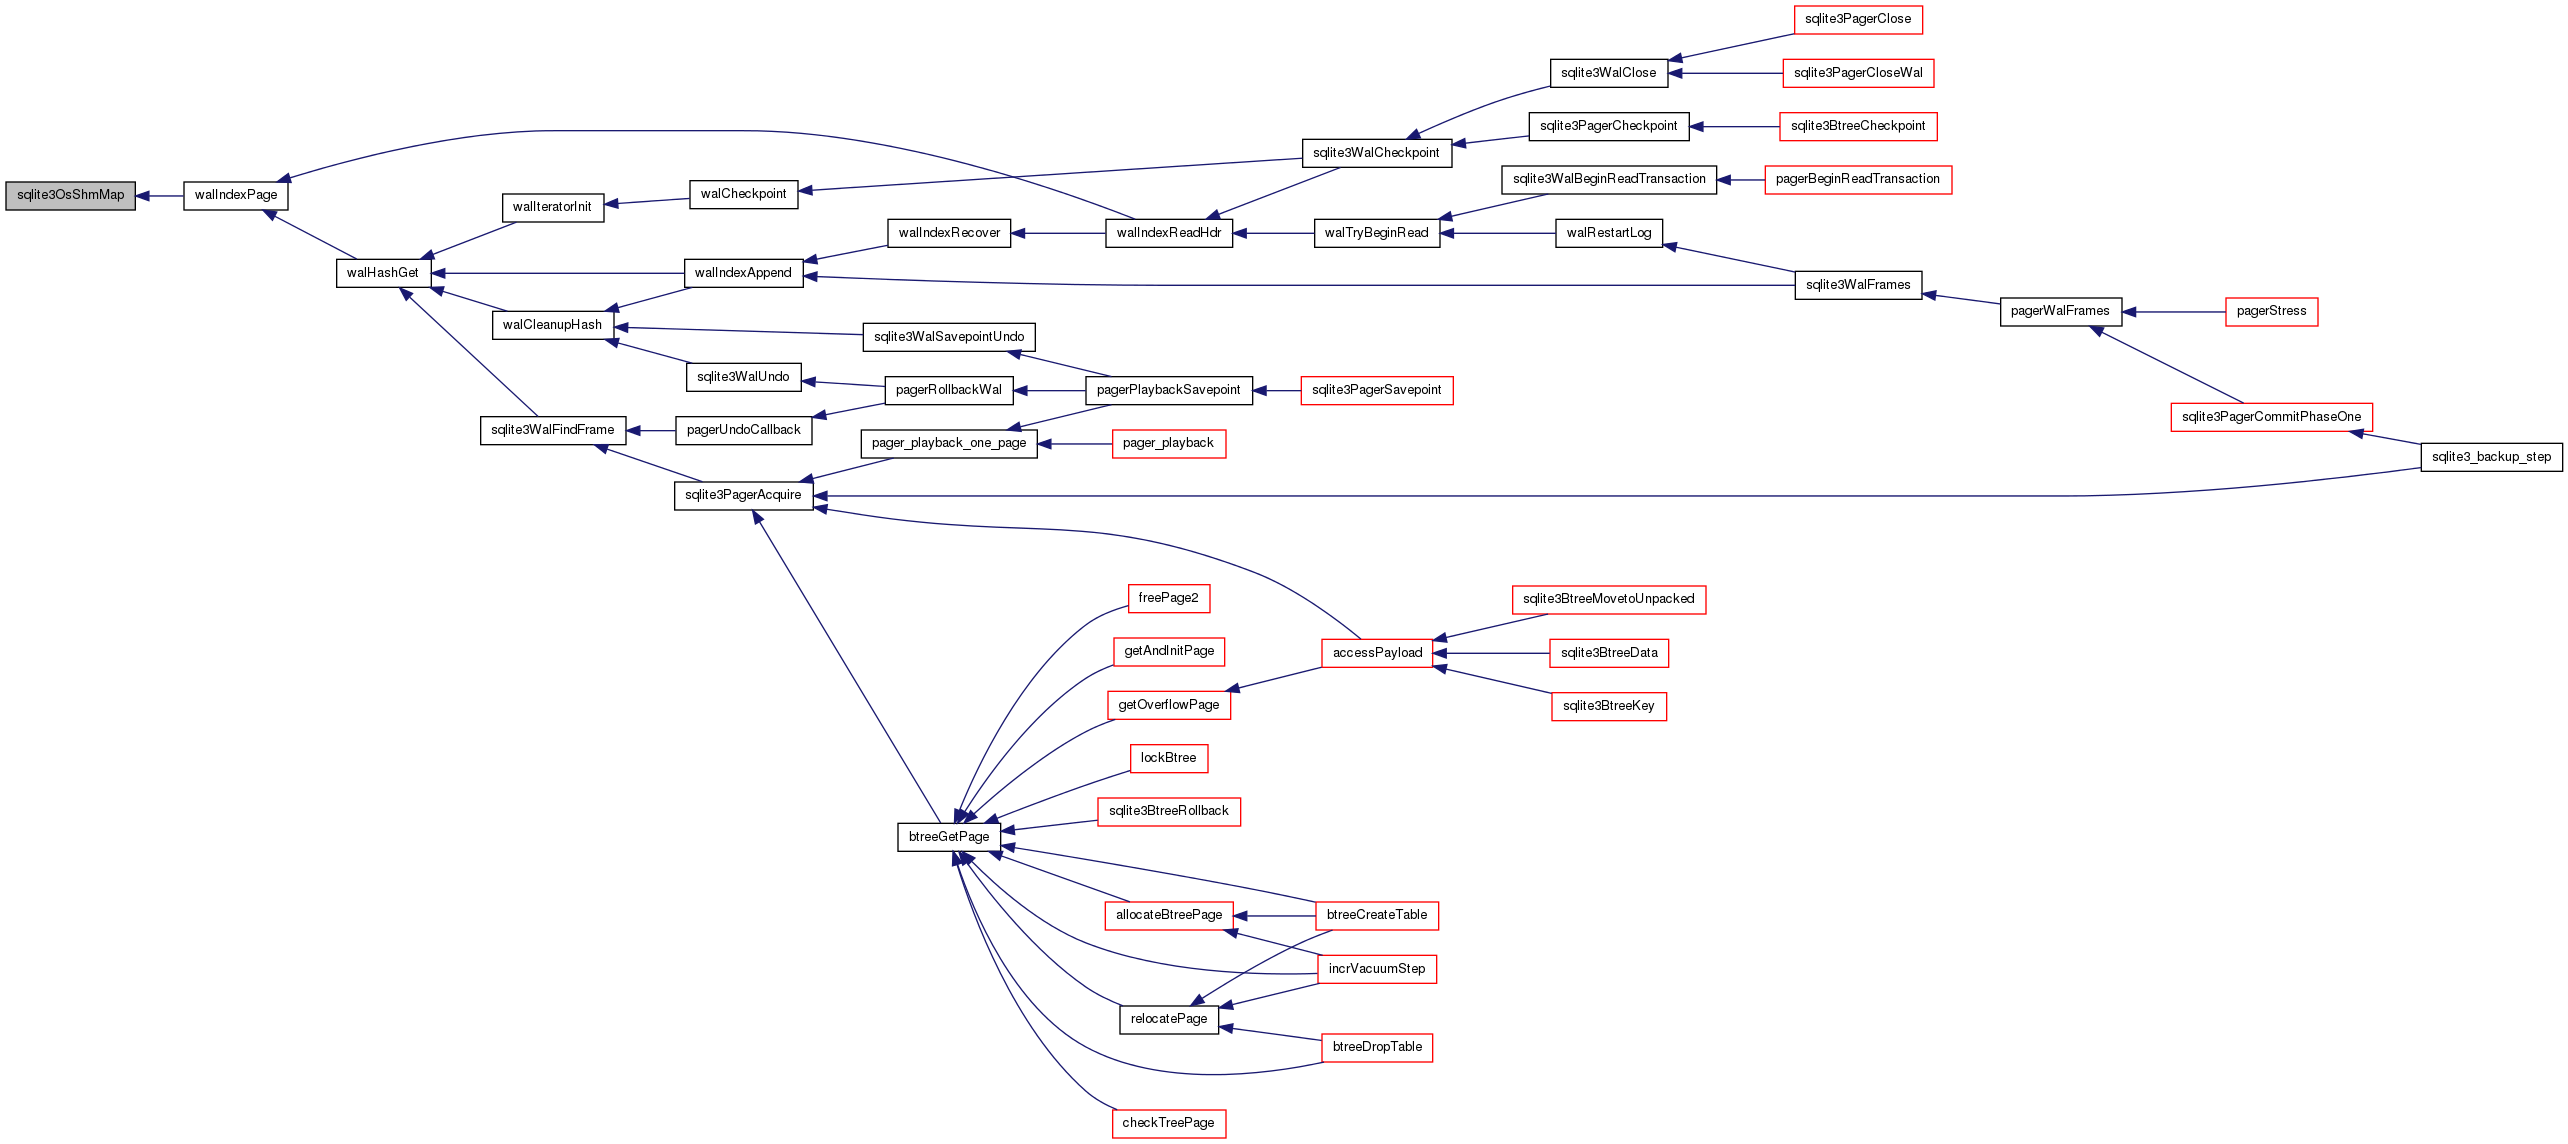 sqlite3PagerClose
sqlite3WalClose
sqlite3PagerCloseWal
sqlite3PagerCheckpoint
sqlite3BtreeCheckpoint
sqlite3WalCheckpoint
sqlite3OsShmMap
walIndexPage
walIteratorInit
walCheckpoint
sqlite3WalBeginReadTransaction
pagerBeginReadTransaction
walIndexRecover
walIndexReadHdr
walTryBeginRead
walRestartLog
walHashGet
walIndexAppend
sqlite3WalFrames
pagerWalFrames
pagerStress
walCleanupHash
sqlite3WalSavepointUndo
sqlite3WalUndo
pagerRollbackWal
pagerPlaybackSavepoint
sqlite3PagerSavepoint
sqlite3PagerCommitPhaseOne
sqlite3WalFindFrame
pagerUndoCallback
pager_playback_one_page
pager_playback
sqlite3_backup_step
sqlite3PagerAcquire
freePage2
sqlite3BtreeMovetoUnpacked
getAndInitPage
accessPayload
sqlite3BtreeData
getOverflowPage
sqlite3BtreeKey
lockBtree
sqlite3BtreeRollback
btreeGetPage
allocateBtreePage
btreeCreateTable
incrVacuumStep
relocatePage
btreeDropTable
checkTreePage